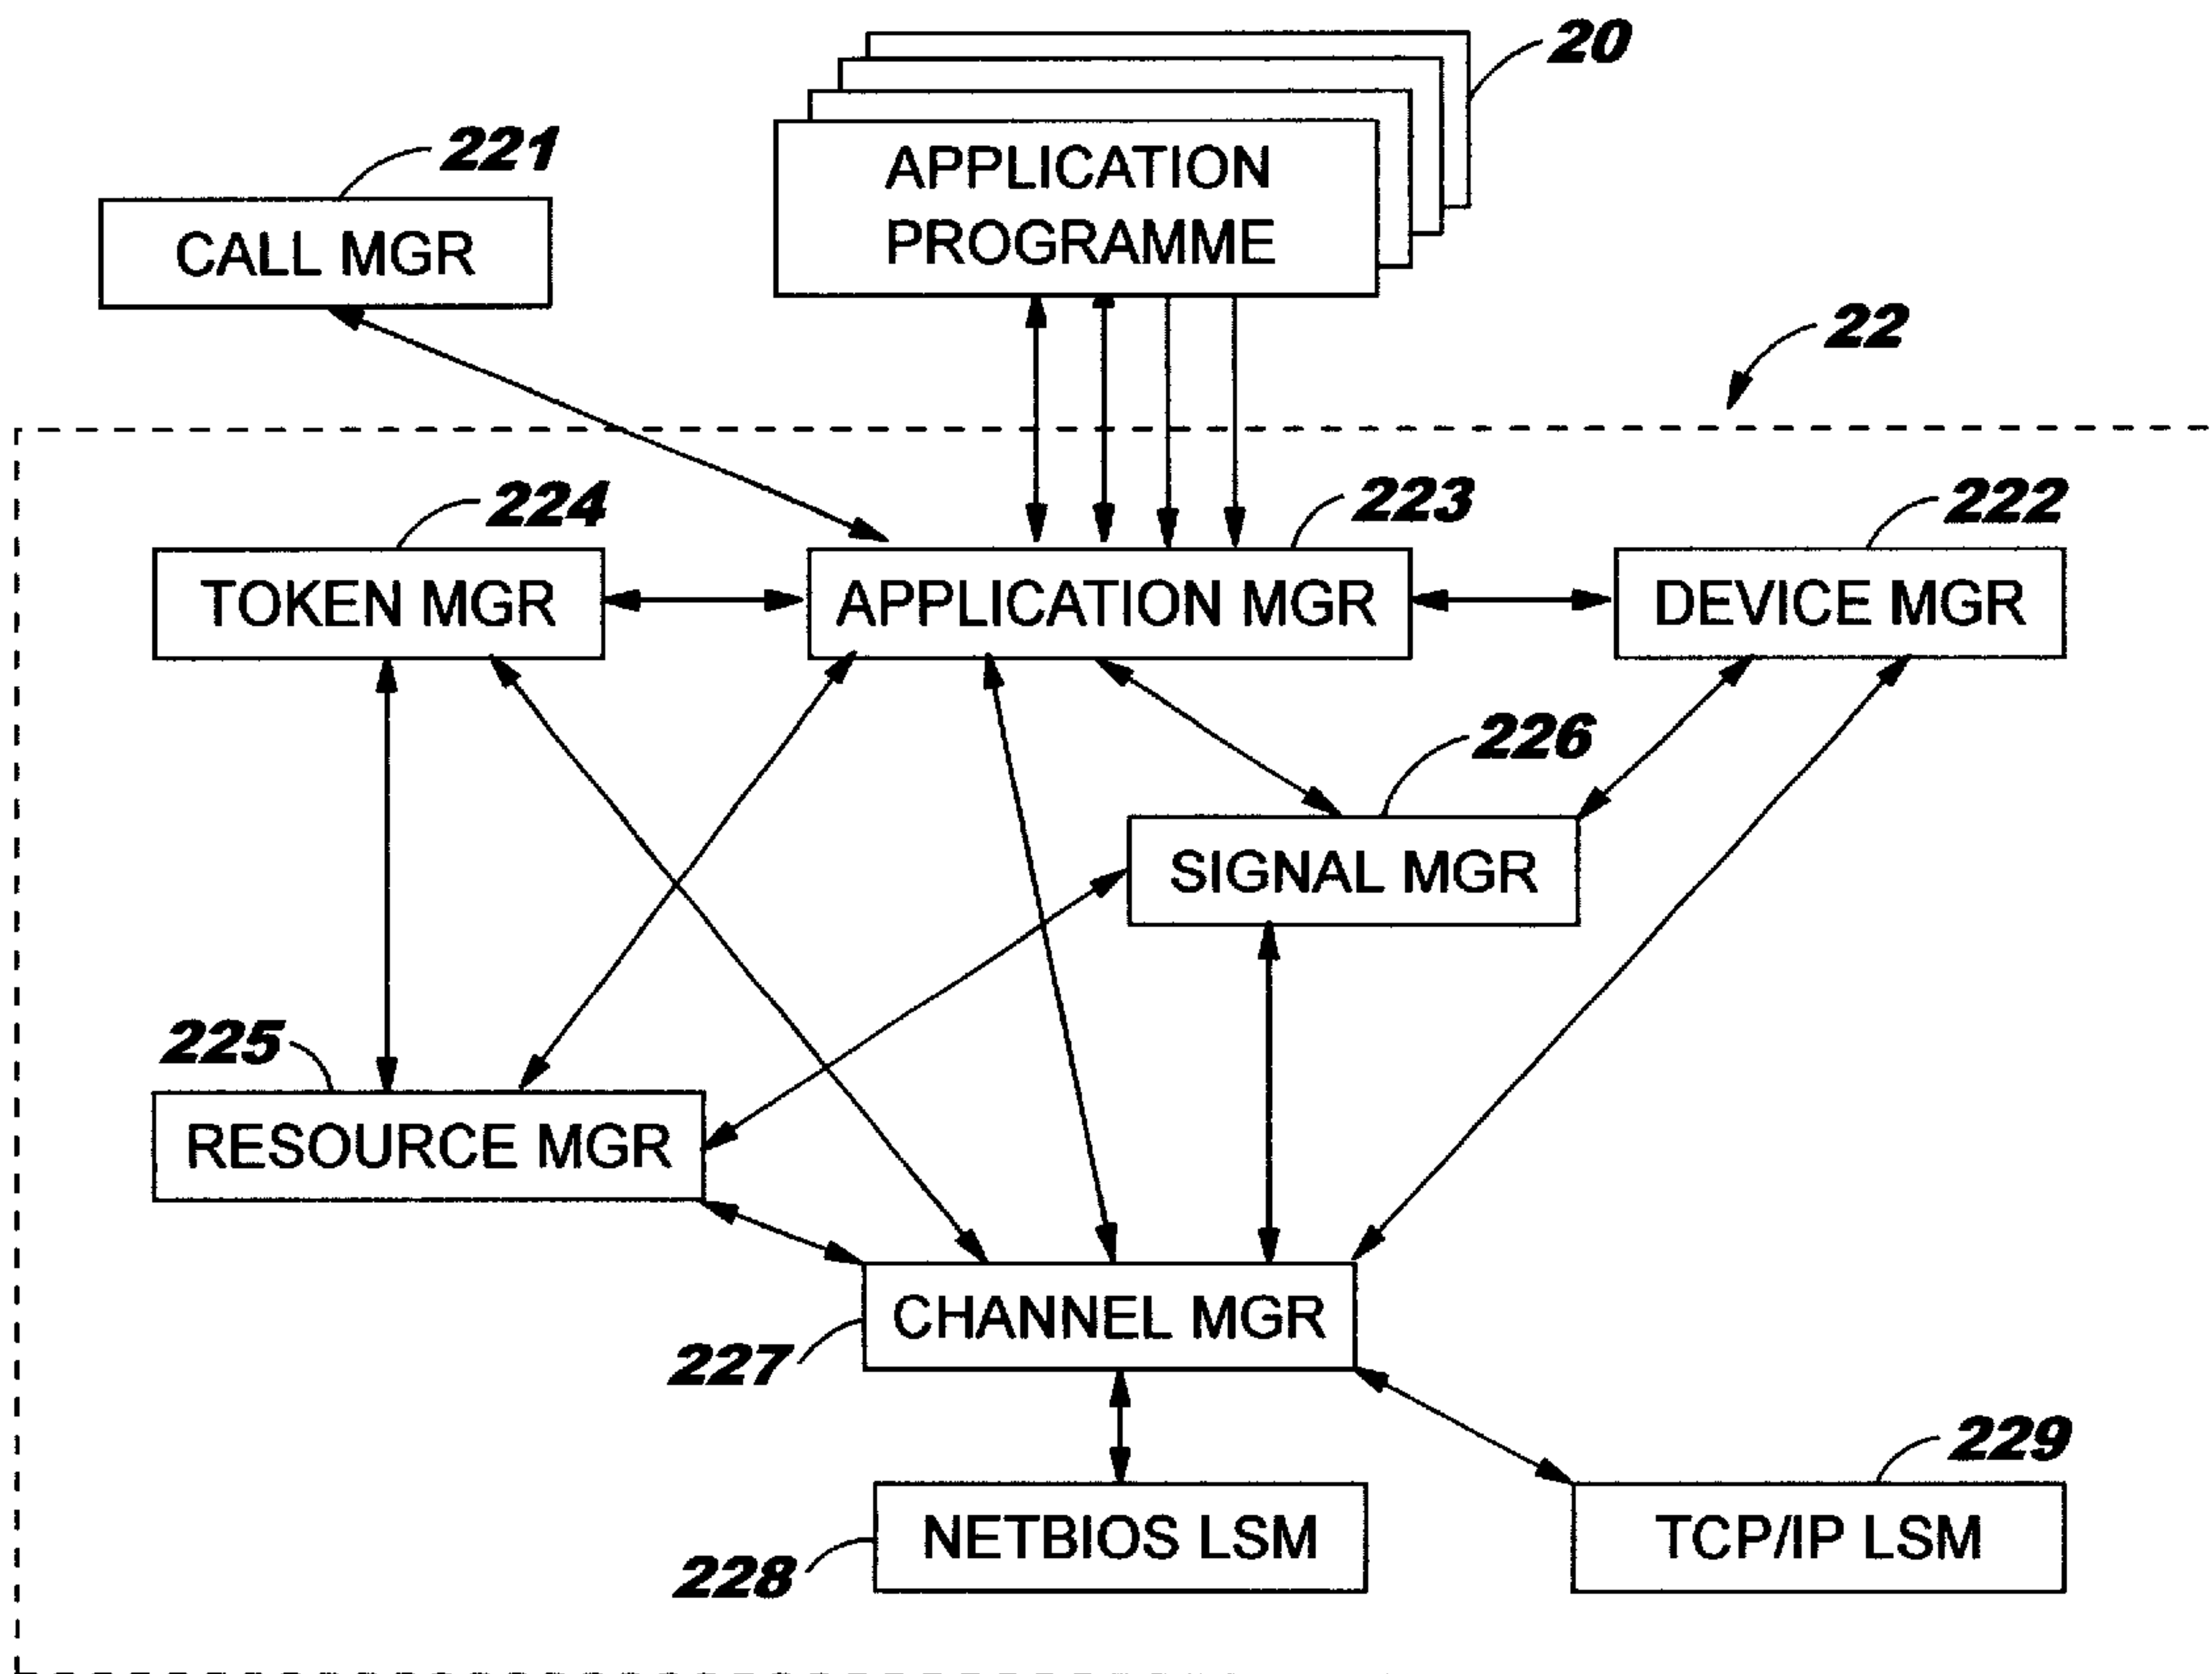 20
221
APPLICATION
PROGRAMME
CALL MGR
22
224
223
222
TOKEN MGR
APPLICATION MGR
DEVICE MGR
226
SIGNAL MGR
225
RESOURCE MGR
CHANNEL MGR
227
229
NETBIOS LSM
TCP/IP LSM
228